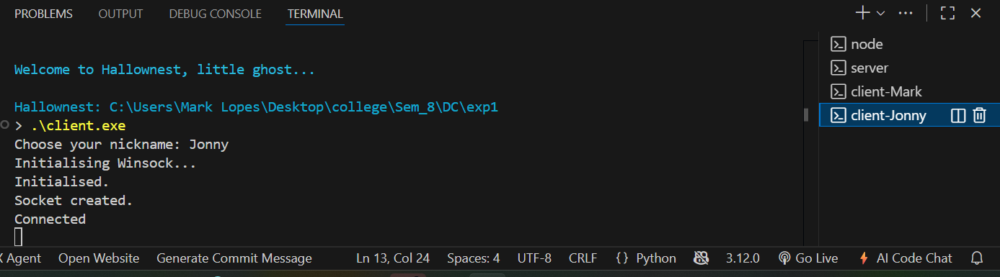 PROBLEMS OUTPUT DEBUG CONSOLE TERMINAL
Welcome to Hallownest, little ghost...
Hallownest: C:\Users\Mark Lopes\Desktop\college\Sem_8\DC\exp1
> .\client.exe
Choose your nickname: Jonny
Initialising Winsock...
Initialised.
Socket created.
Connected
node
server
client-Mark
client-Jonny
X Agent Open Website Generate Commit Message Ln 13, Col 24 Spaces: 4 UTF-8 CRLF {} Python 3.12.0 Go Live AI Code Chat